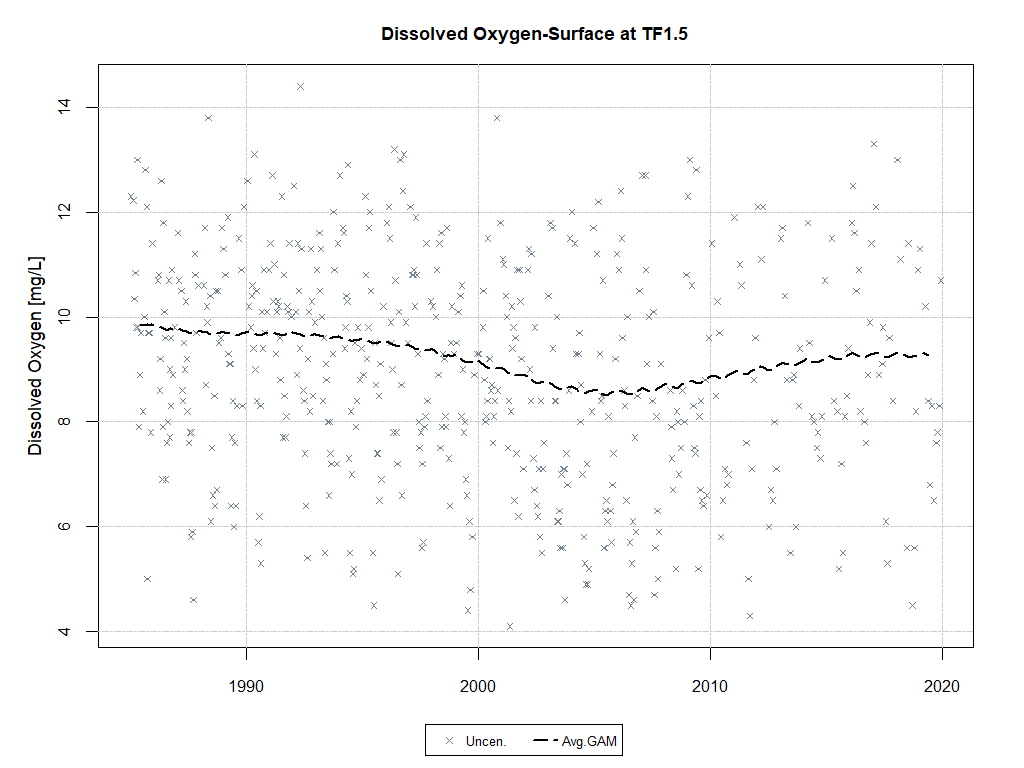 Dissolved Oxygen-Surface at TF1.5
Dissolved Oxygen [mg/L]
14
12
10
8
6
4
1990 2000 2010 2020
Uncen. Avg.GAM